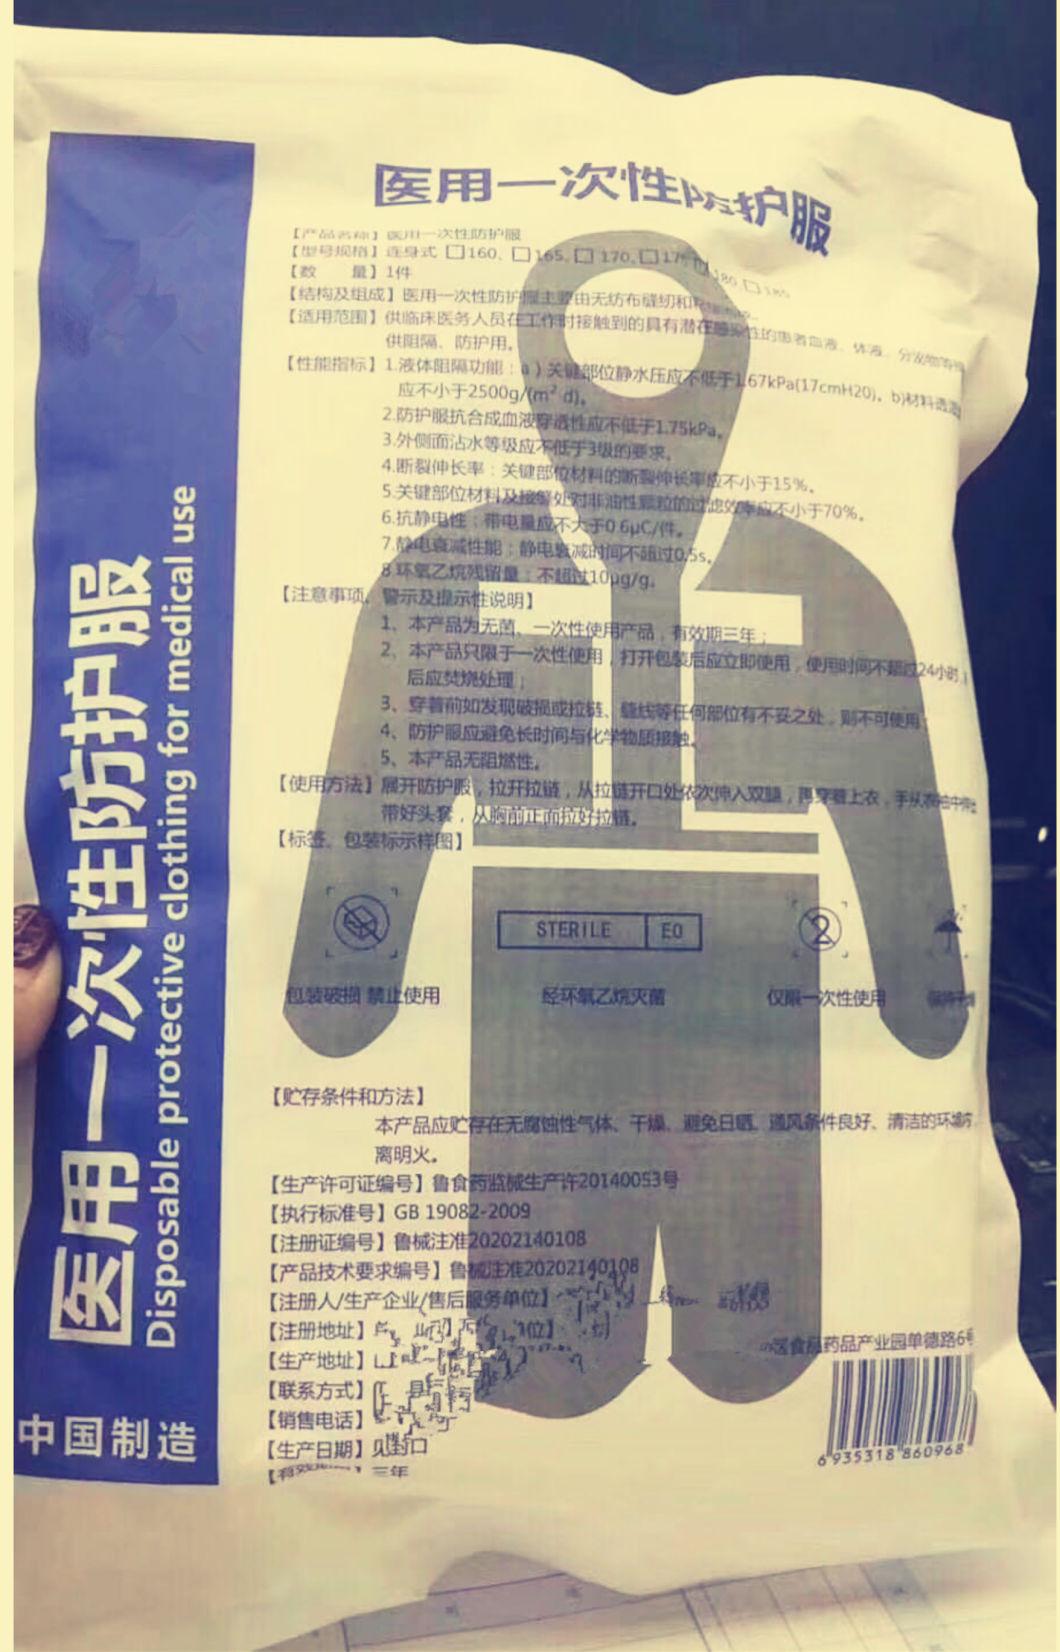 医用一次性防护服
【产品名称】医用一次性防护服
【型号规格】连身式 □160、□165、□170、□175、□180、□185
【数　　量】1件
【结构及组成】医用一次性防护服主要由无纺布缝纫和
【适用范围】供临床医务人员在工作时接触到的具有潜在感染性的患者血液、体液、分泌物等提
供阻隔、防护用。
【性能指标】1.液体阻隔功能：a）关键部位静水压应不低于1.67kPa(17cmH20)。b)材料透湿
应不小于2500g/(m² d)。
2.防护服抗合成血液穿透性应不低于1.75kPa。
3.外侧面沾水等级应不低于3级的要求。
4.断裂伸长率：关键部位材料的断裂伸长率应不小于15%。
5.关键部位材料及接缝处对非油性颗粒的过滤效率应不小于70%。
6.抗静电性：带电量应不大于0.6μC/件。
7.静电衰减性能：静电衰减时间不超过0.5s。
8.环氧乙烷残留量：不超过10μg/g。
【注意事项、警示及提示性说明】
1、本产品为无菌、一次性使用产品，有效期三年；
2、本产品只限于一次性使用，打开包装后应立即使用，使用时间不超过24小时，
后应焚烧处理；
3、穿着前如发现破损或拉链、缝线等任何部位有不妥之处，则不可使用
4、防护服应避免长时间与化学物质接触。
5、本产品无阻燃性。
【使用方法】展开防护服，拉开拉链，从拉链开口处依次伸入双腿，再穿着上衣，手从衣袖中伸出
带好头套，从胸前正面拉好拉链。
【标签、包装标示样图】
STERILE EO
2
包装破损 禁止使用
经环氧乙烷灭菌
仅限一次性使用
保持干燥
【贮存条件和方法】
本产品应贮存在无腐蚀性气体、干燥、避免日晒、通风条件良好、清洁的环境
离明火。
【生产许可证编号】鲁食药监械生产许20140053号
【执行标准号】GB 19082-2009
【注册证编号】鲁械注准20202140108
【产品技术要求编号】鲁械注准20202140108
【注册人/生产企业/售后服务单位】
【注册地址】
【生产地址】
食品药品产业园单德路6号
【联系方式】
【销售电话】
【生产日期】见封口
【有效期】三年
6 935318 860968
医用一次性防护服
Disposable protective clothing for medical use
中国制造